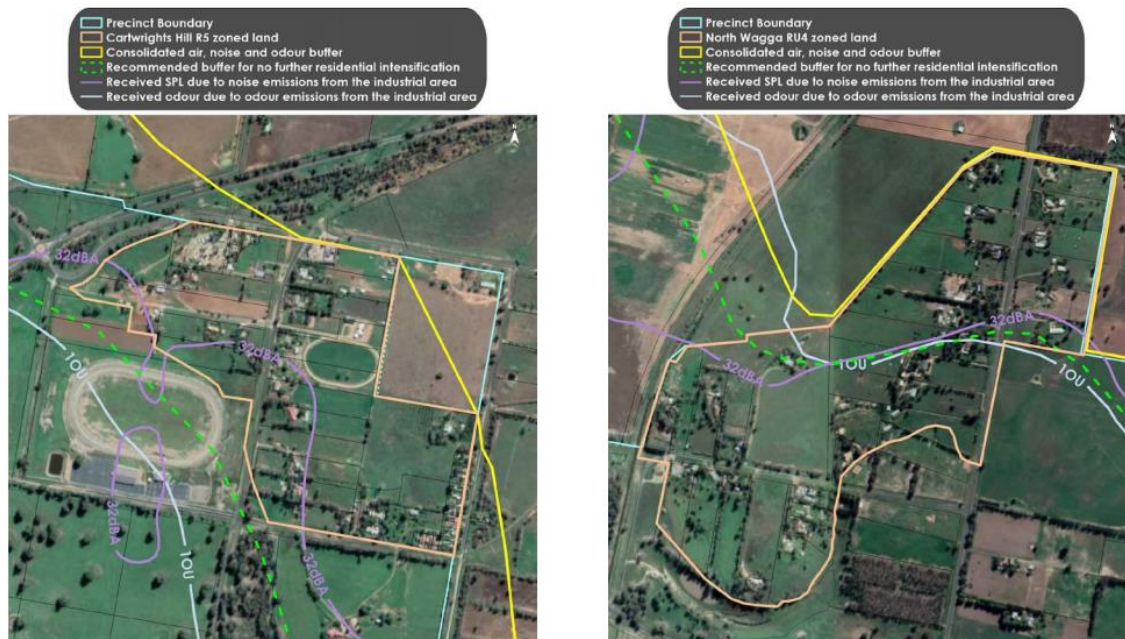 Precinct Boundary
Cartwrights Hill R5 zoned land
Consolidated air, noise and odour buffer
Recommended buffer for no further residential intensification
Received SPL due to noise emissions from the industrial area
Received odour due to odour emissions from the industrial area
N
32dBA
32dBA
1OU
32dBA
32dBA
1OU
Precinct Boundary
North Wagga RU4 zoned land
Consolidated air, noise and odour buffer
Recommended buffer for no further residential intensification
Received SPL due to noise emissions from the industrial area
Received odour due to odour emissions from the industrial area
N
32dBA
1OU
1OU
32dBA